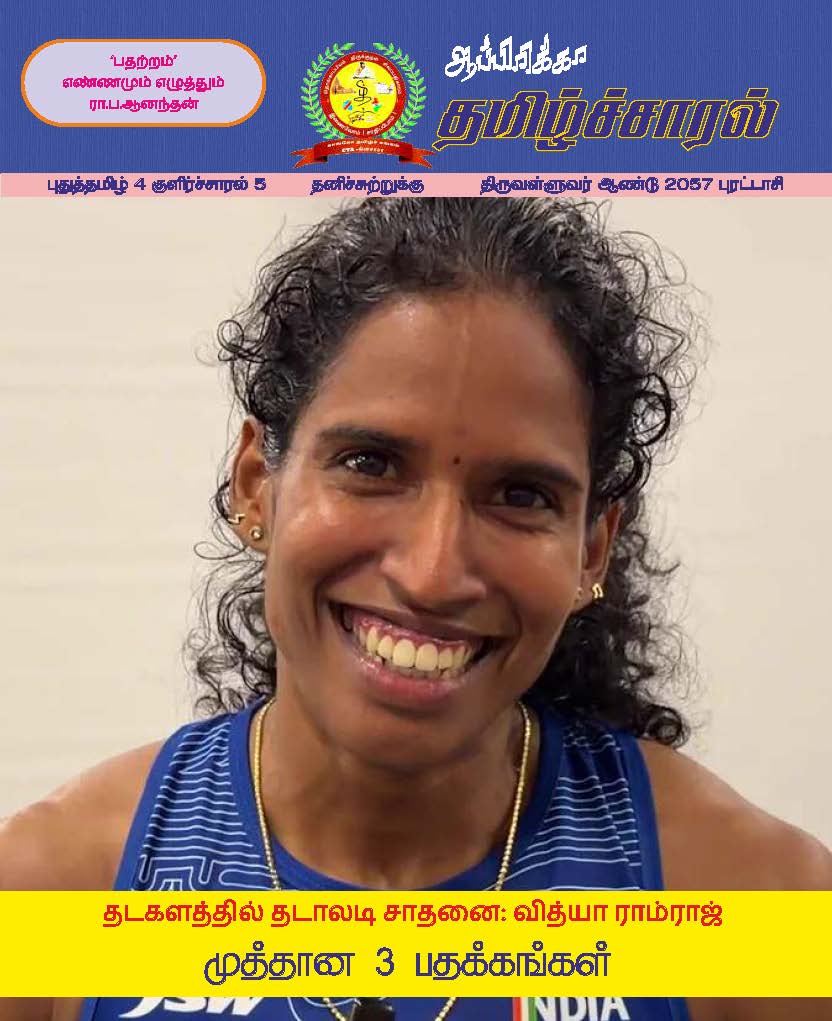 ‘பதற்றம்’
எண்ணமும் எழுத்தும்
ரா.ப.ஆனந்தன்
ஆப்பிரிக்கா
தமிழ்ச்சாரல்
புதுத்தமிழ் 4 குளிர்ச்சாரல் 5 தனிச்சுற்றுக்கு திருவள்ளுவர் ஆண்டு 2057 புரட்டாசி
தடகளத்தில் தடாலடி சாதனை: வித்யா ராம்ராஜ்
முத்தான 3 பதக்கங்கள்
JSW
INDIA